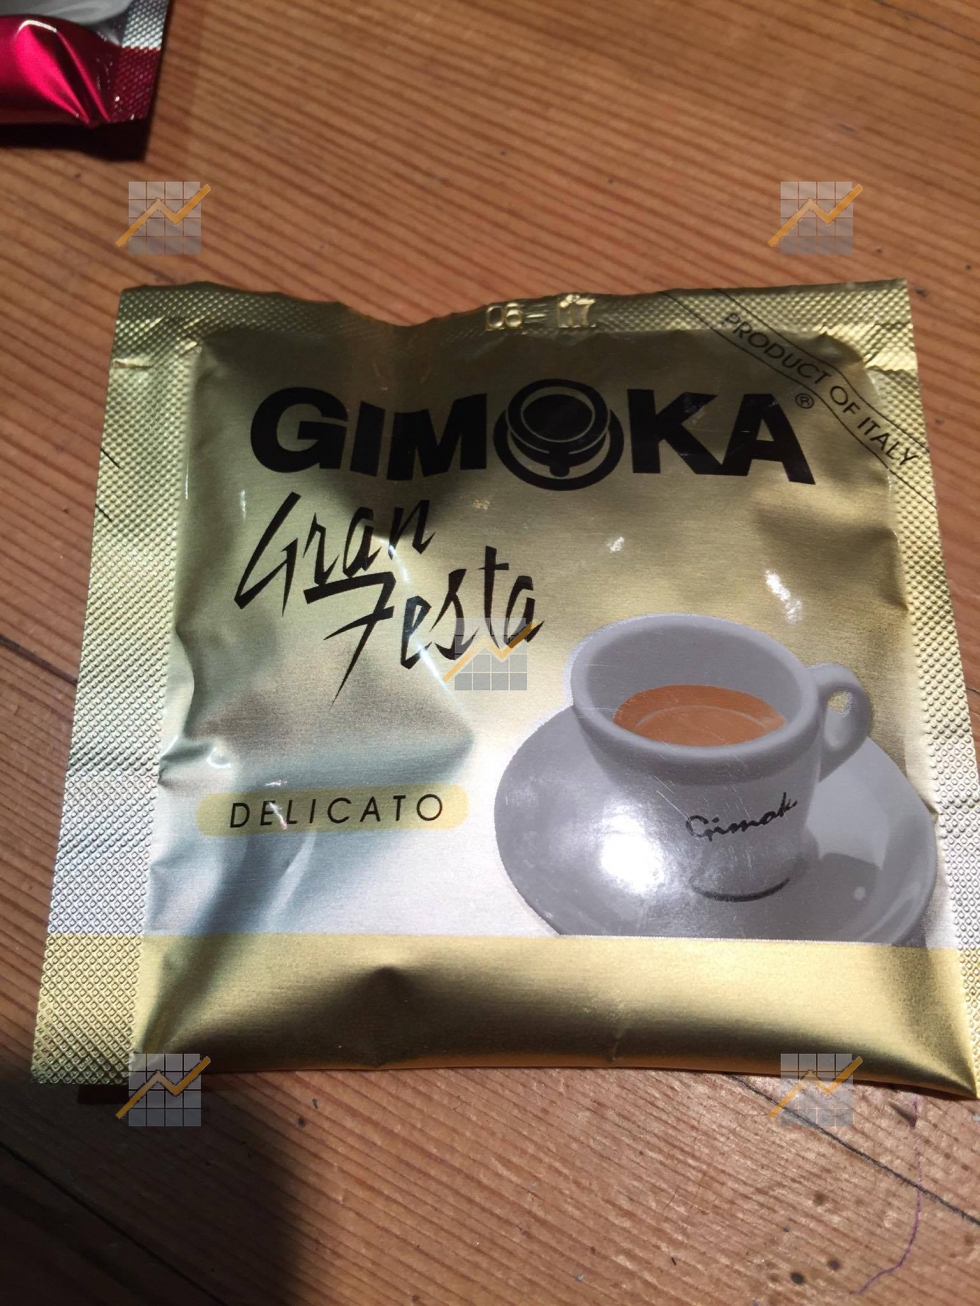 PRODUCT OF ITALY
GIMOKA®
Gran
Festa
DELICATO